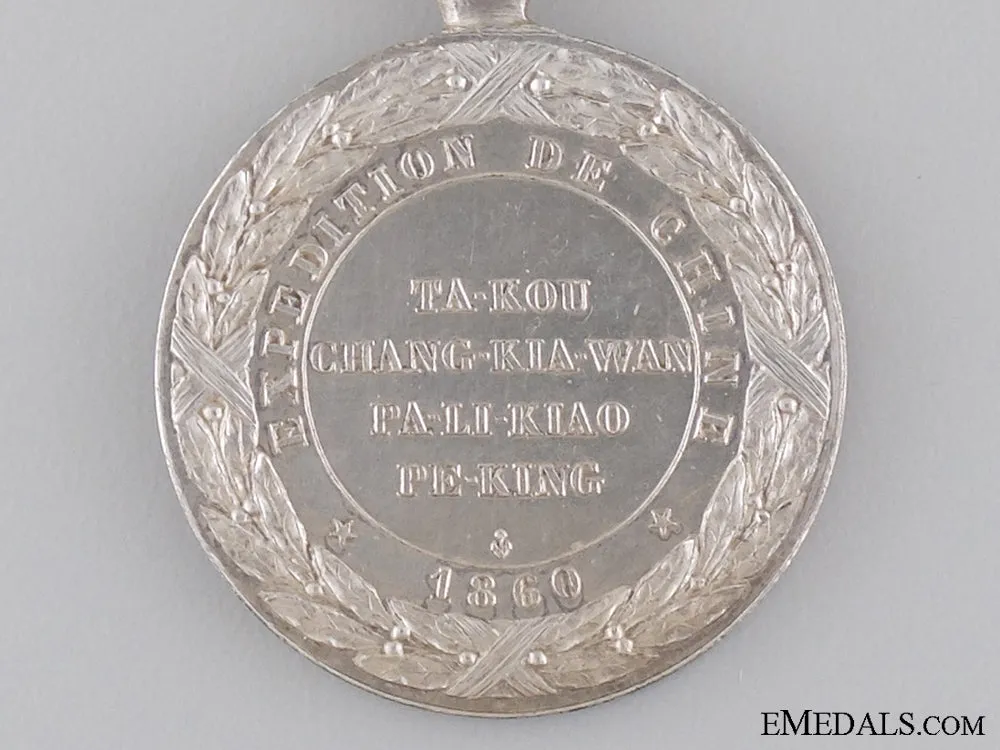 EXPEDITION DE CHINE
TA-KOU
CHANG-KIA-WAN
PA-LI-KIAO
PE-KING
1860
EMEDALS.COM